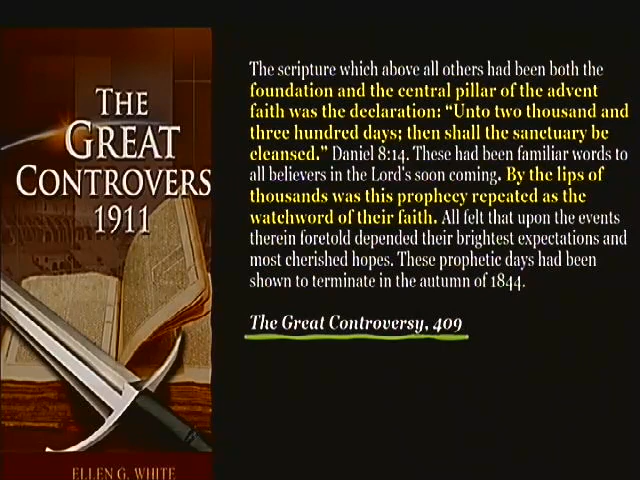 THE
GREAT
CONTROVERS
1911
ELLEN G. WHITE
The scripture which above all others had been both the
foundation and the central pillar of the advent
faith was the declaration: “Unto two thousand and
three hundred days; then shall the sanctuary be
cleansed.” Daniel 8:14. These had been familiar words to
all believers in the Lord's soon coming. By the lips of
thousands was this prophecy repeated as the
watchword of their faith. All felt that upon the events
therein foretold depended their brightest expectations and
most cherished hopes. These prophetic days had been
shown to terminate in the autumn of 1844.
The Great Controversy, 409